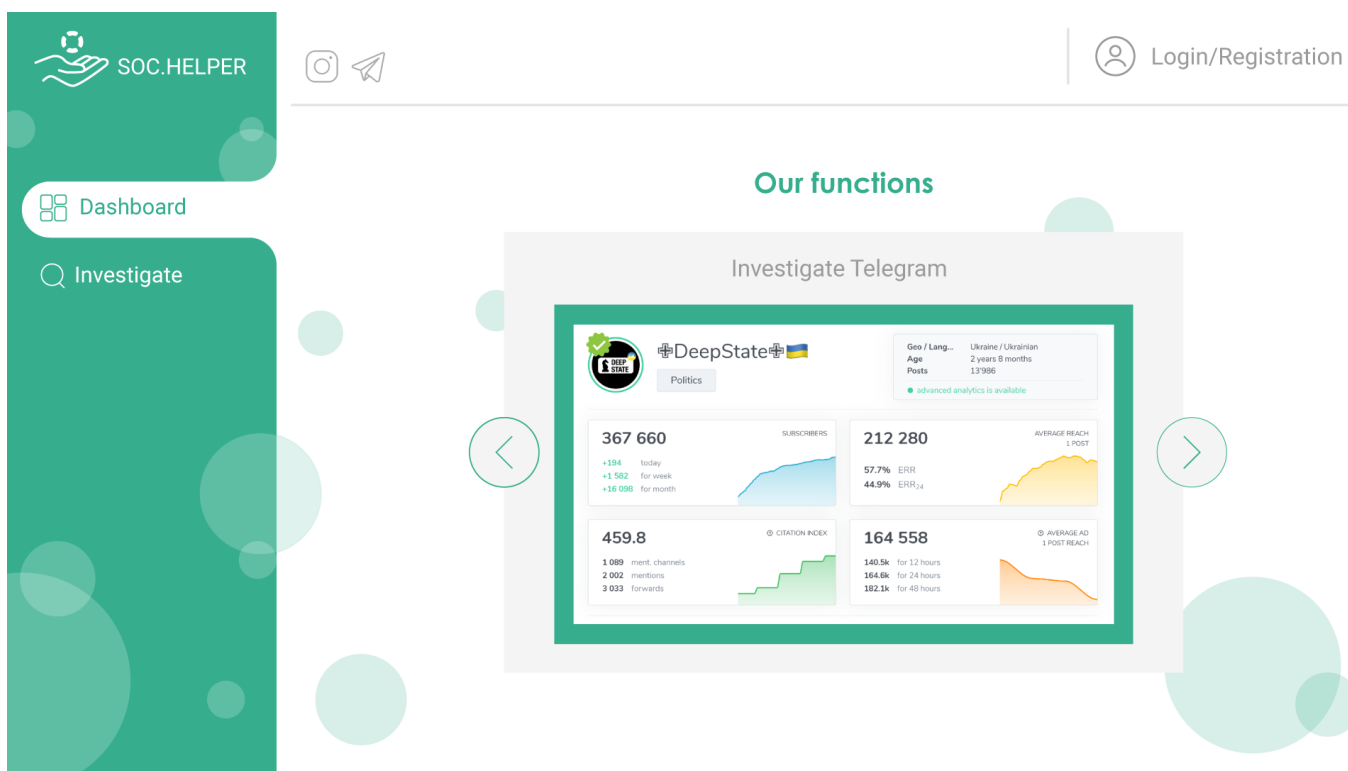 SOC.HELPER
Login/Registration
Dashboard
Investigate
Our functions
Investigate Telegram
DEEP STATE
DeepState
Politics
Geo / Lang... Ukraine / Ukrainian
Age 2 years 8 months
Posts 13'986
advanced analytics is available
367 660 SUBSCRIBERS
+194 today
+1 582 for week
+16 098 for month
212 280 AVERAGE REACH
1 POST
57.7% ERR
44.9% ERR24
459.8 CITATION INDEX
1 089 ment. channels
2 002 mentions
3 033 forwards
164 558 AVERAGE AD
1 POST REACH
140.5k for 12 hours
164.6k for 24 hours
182.1k for 48 hours